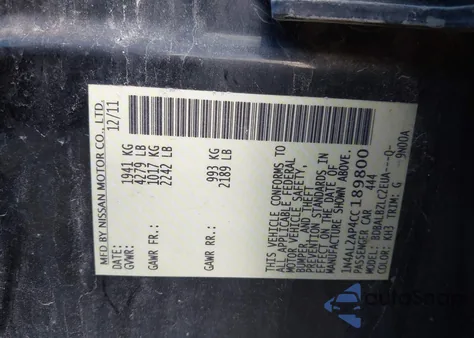 MFD BY NISSAN MOTOR CO., LTD.
12/11
GVWR: 1941 KG
4279 LB
GAWR FR: 1017 KG
2242 LB
GAWR RR: 993 KG
2189 LB
THIS VEHICLE CONFORMS TO
ALL APPLICABLE FEDERAL
MOTOR VEHICLE SAFETY,
BUMPER, AND THEFT
PREVENTION STANDARDS IN
EFFECT ON THE DATE OF
MANUFACTURE SHOWN ABOVE.
1N4AL2AP4CC189800
PASSENGER CAR 444
COLOR: KH3 TRIM: G 9N0DA